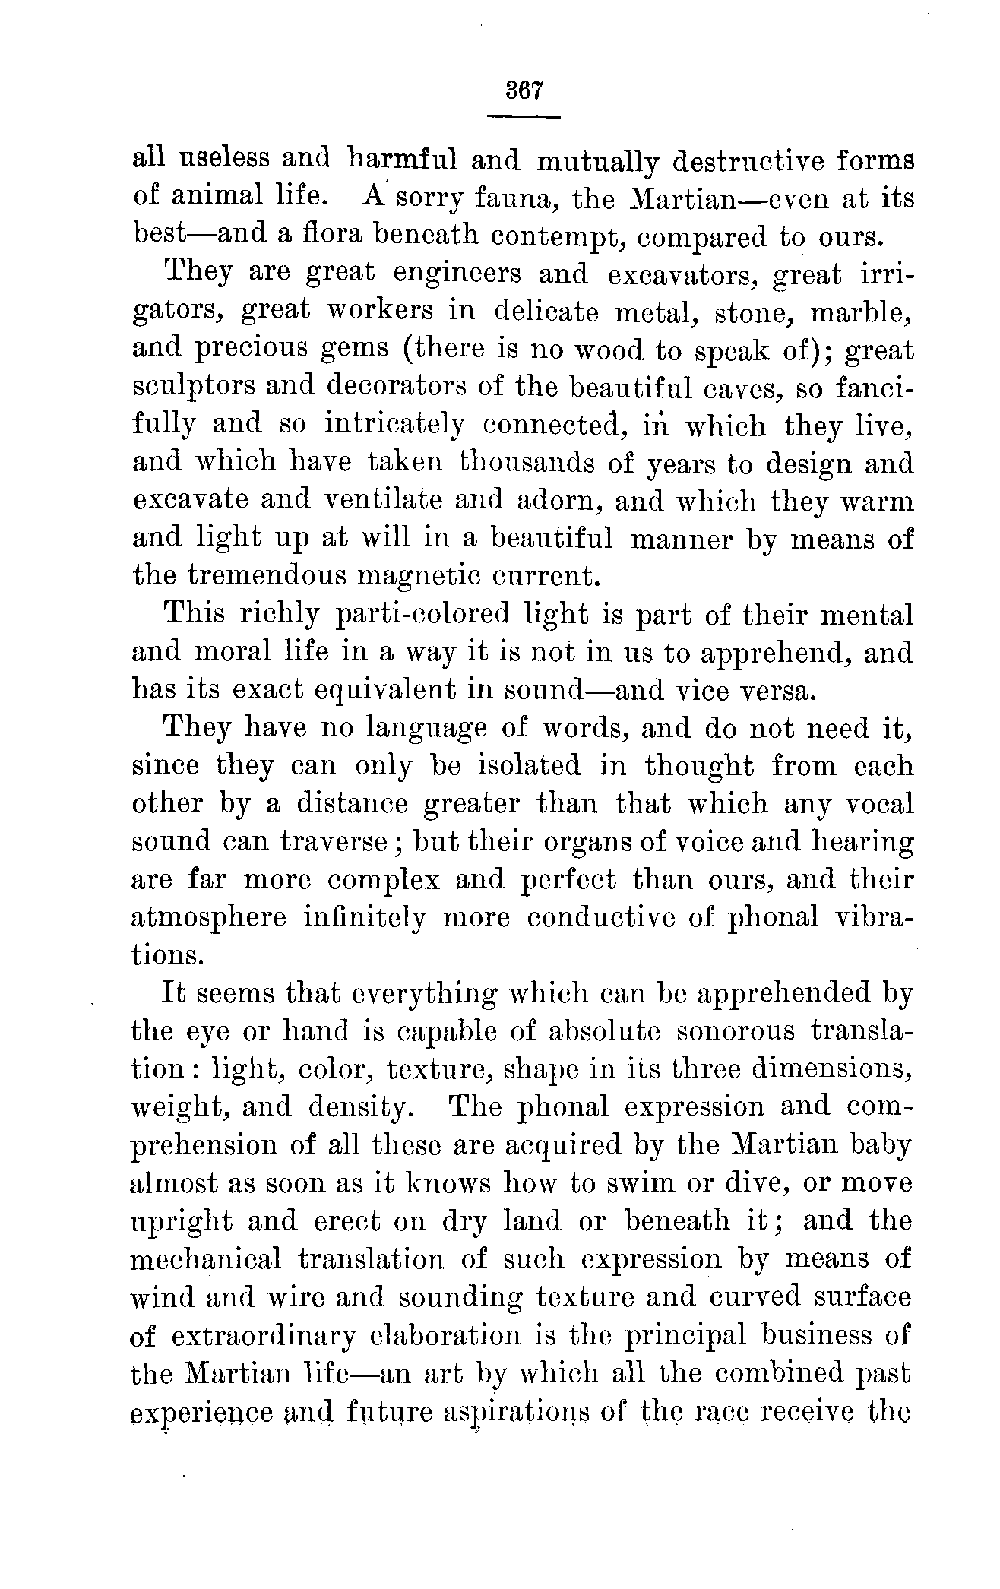 367
all useless and harmful and mutually destructive forms
of animal life. A sorry fauna, the Martian—even at its
best—and a flora beneath contempt, compared to ours.
They are great engineers and excavators, great irri-
gators, great workers in delicate metal, stone, marble,
and precious gems (there is no wood to speak of); great
sculptors and decorators of the beautiful caves, so fanci-
fully and so intricately connected, in which they live,
and which have taken thousands of years to design and
excavate and ventilate and adorn, and which they warm
and light up at will in a beautiful manner by means of
the tremendous magnetic current.
This richly parti-colored light is part of their mental
and moral life in a way it is not in us to apprehend, and
has its exact equivalent in sound—and vice versa.
They have no language of words, and do not need it,
since they can only be isolated in thought from each
other by a distance greater than that which any vocal
sound can traverse; but their organs of voice and hearing
are far more complex and perfect than ours, and their
atmosphere infinitely more conductive of phonal vibra-
tions.
It seems that everything which can be apprehended by
the eye or hand is capable of absolute sonorous transla-
tion: light, color, texture, shape in its three dimensions,
weight, and density. The phonal expression and com-
prehension of all these are acquired by the Martian baby
almost as soon as it knows how to swim or dive, or move
upright and erect on dry land or beneath it; and the
mechanical translation of such expression by means of
wind and wire and sounding texture and curved surface
of extraordinary elaboration is the principal business of
the Martian life—an art by which all the combined past
experience and future aspirations of the race receive the